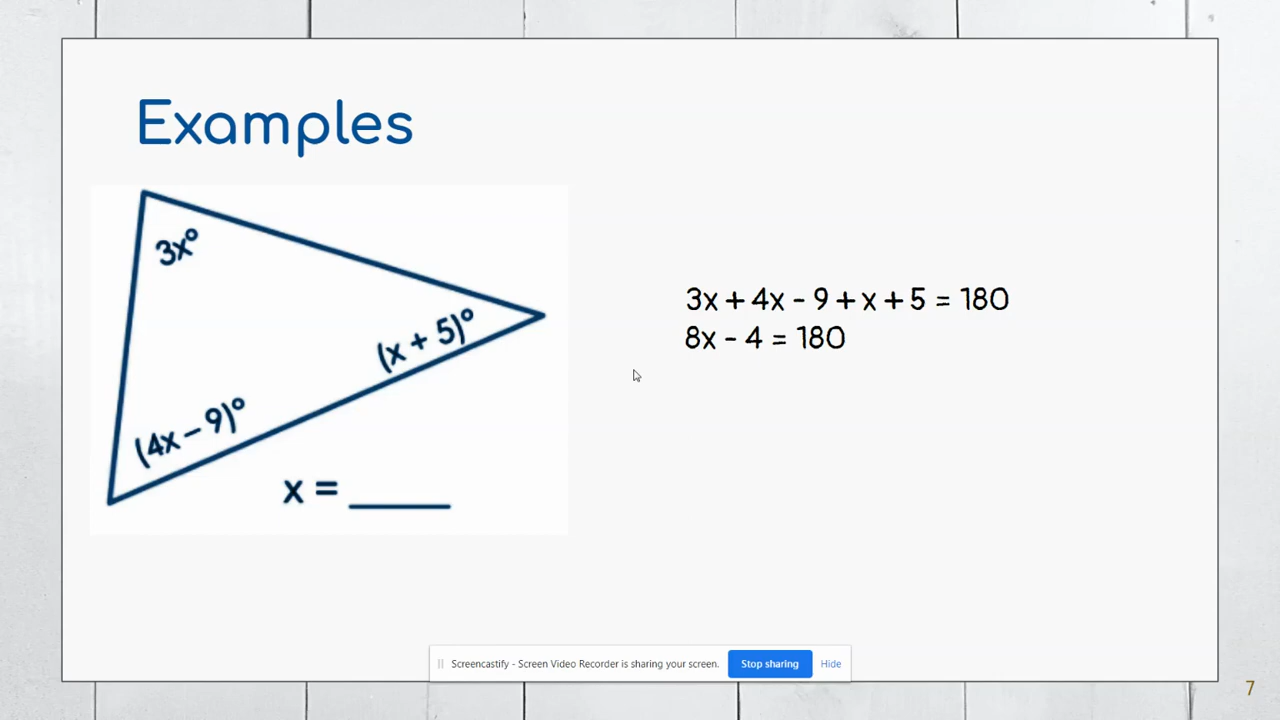 Examples
3x°
(x + 5)°
(4x – 9)°
x = _____
3x + 4x - 9 + x + 5 = 180
8x - 4 = 180
Screencastify - Screen Video Recorder is sharing your screen.
Stop sharing
Hide
7